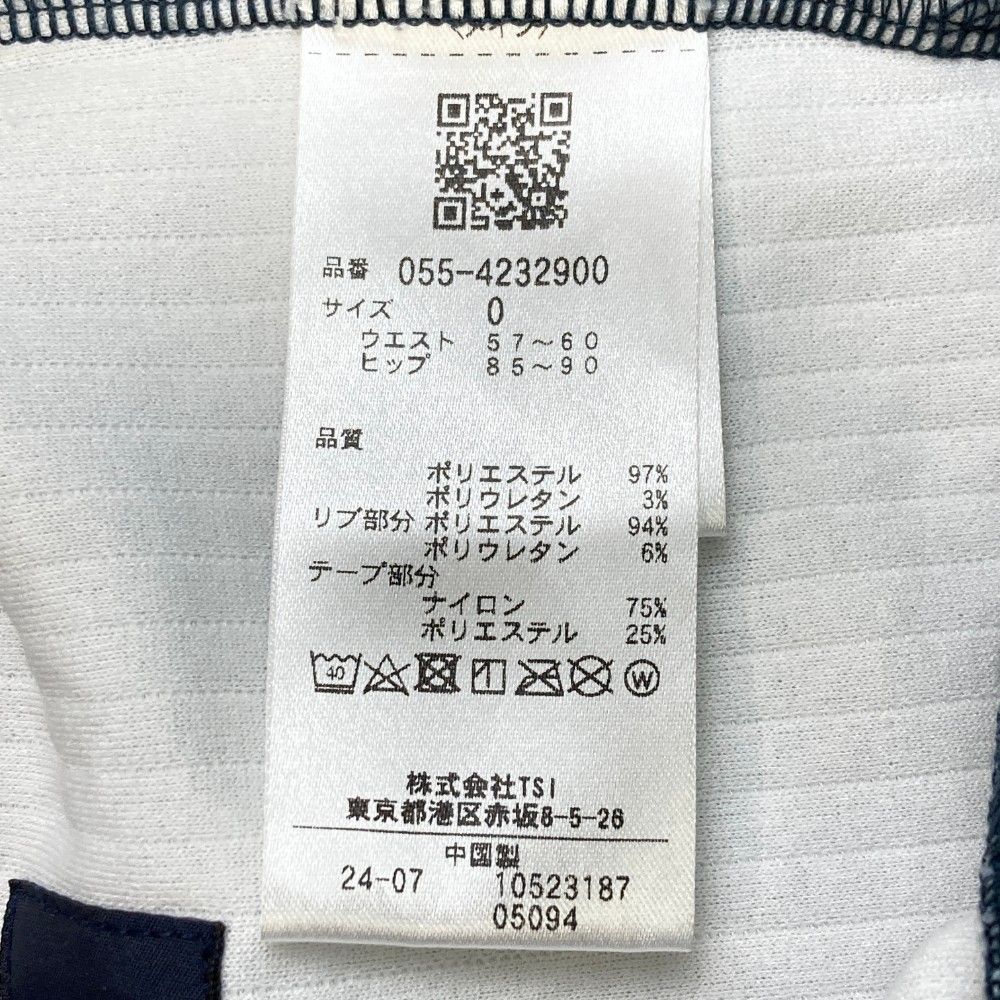 品番 055-4232900
サイズ 0
ウエスト 57～60
ヒップ 85～90
品質
ポリエステル 97%
ポリウレタン 3%
リブ部分 ポリエステル 94%
ポリウレタン 6%
テープ部分
ナイロン 75%
ポリエステル 25%
40
W
株式会社TSI
東京都港区赤坂8-5-26
中国製
24-07 10523187
05094